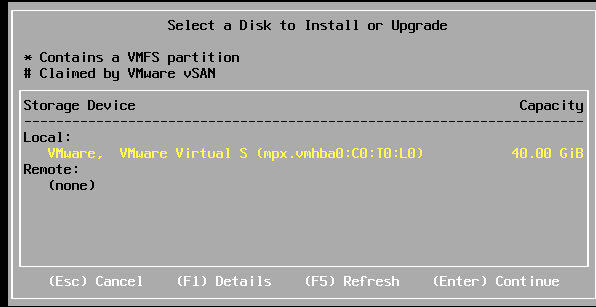 Select a Disk to Install or Upgrade
* Contains a VMFS partition
# Claimed by VMware vSAN
Storage Device Capacity
Local:
VMware, VMware Virtual S (mpx.vmhba0:C0:T0:L0) 40.00 GiB
Remote:
(none)
(Esc) Cancel (F1) Details (F5) Refresh (Enter) Continue